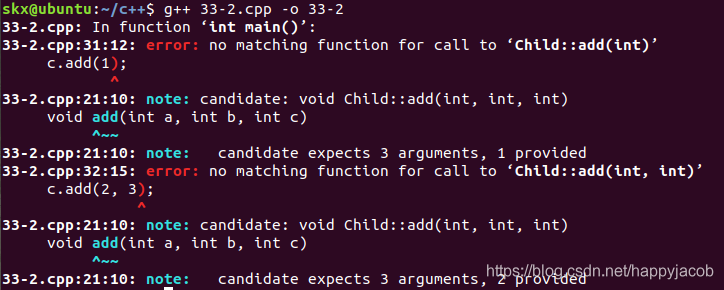 skx@ubuntu:~/c++$ g++ 33-2.cpp -o 33-2
33-2.cpp: In function ‘int main()’:
33-2.cpp:31:12: error: no matching function for call to ‘Child::add(int)’
     c.add(1);
            ^
33-2.cpp:21:10: note: candidate: void Child::add(int, int, int)
     void add(int a, int b, int c)
          ^~~
33-2.cpp:21:10: note:   candidate expects 3 arguments, 1 provided
33-2.cpp:32:15: error: no matching function for call to ‘Child::add(int, int)’
     c.add(2, 3);
               ^
33-2.cpp:21:10: note: candidate: void Child::add(int, int, int)
     void add(int a, int b, int c)
          ^~~
33-2.cpp:21:10: note:   candidate expects 3 arguments, 2 provided
https://blog.csdn.net/happyjacob